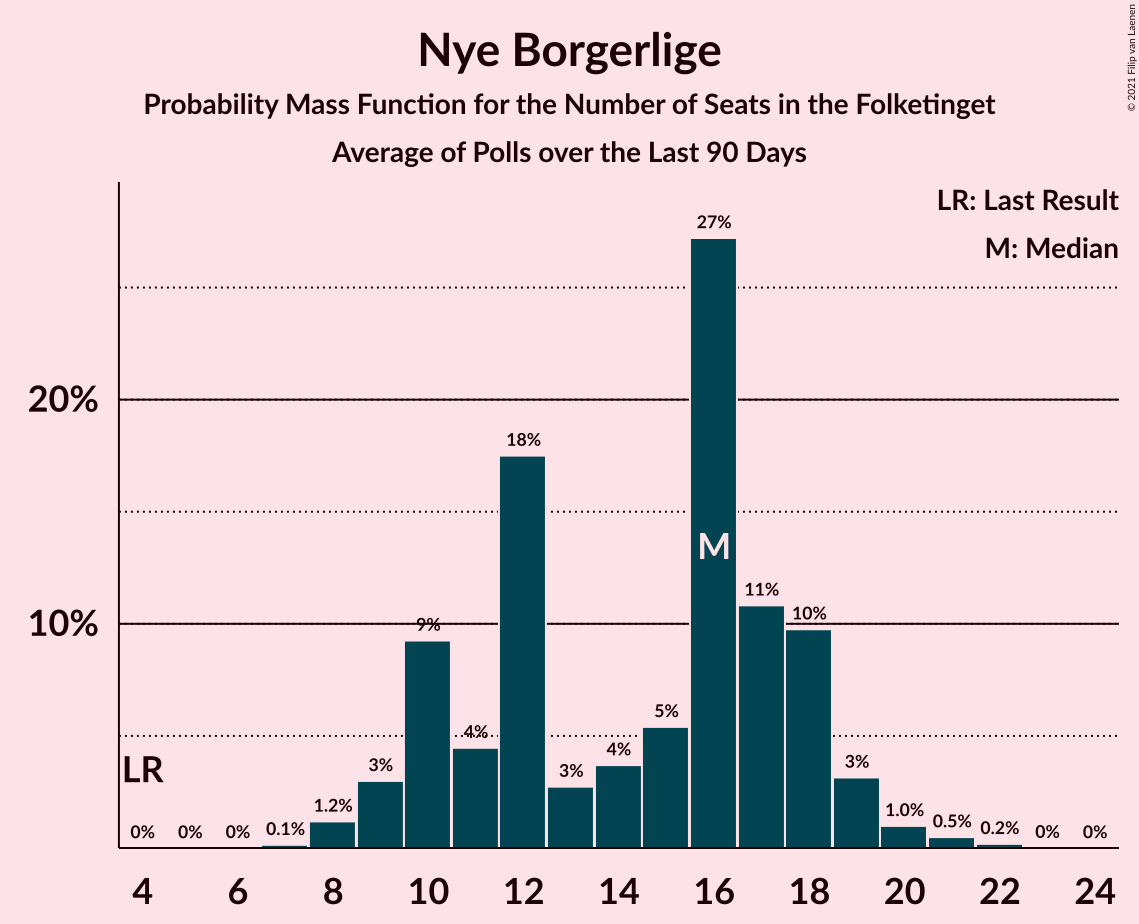 Nye Borgerlige
Probability Mass Function for the Number of Seats in the Folketinget
Average of Polls over the Last 90 Days
© 2021 Filip van Laenen
LR: Last Result
M: Median
27%
20%
18%
M
11%
10%
10%
9%
5%
4%
4%
LR
3%
3%
3%
1.2%
1.0%
0.5%
0% 0% 0% 0.1% 0.2% 0% 0%
4 6 8 10 12 14 16 18 20 22 24